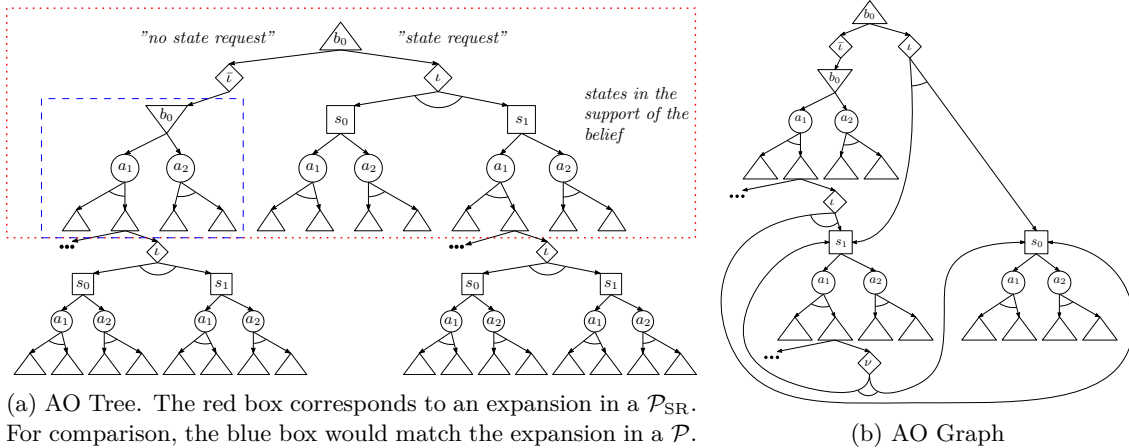 "no state request"
b₀
"state request"
ῑ
ι
states in the
support of the
belief
b₀
s₀
s₁
a₁
a₂
a₁
a₂
a₁
a₂
...
ι
...
ι
s₀
s₁
s₀
s₁
a₁
a₂
a₁
a₂
a₁
a₂
a₁
a₂
(a) AO Tree. The red box corresponds to an expansion in a 𝒫SR.
For comparison, the blue box would match the expansion in a 𝒫.
b₀
ῑ
ι
b₀
a₁
a₂
...
ι
s₁
s₀
a₁
a₂
a₁
a₂
...
ν
(b) AO Graph